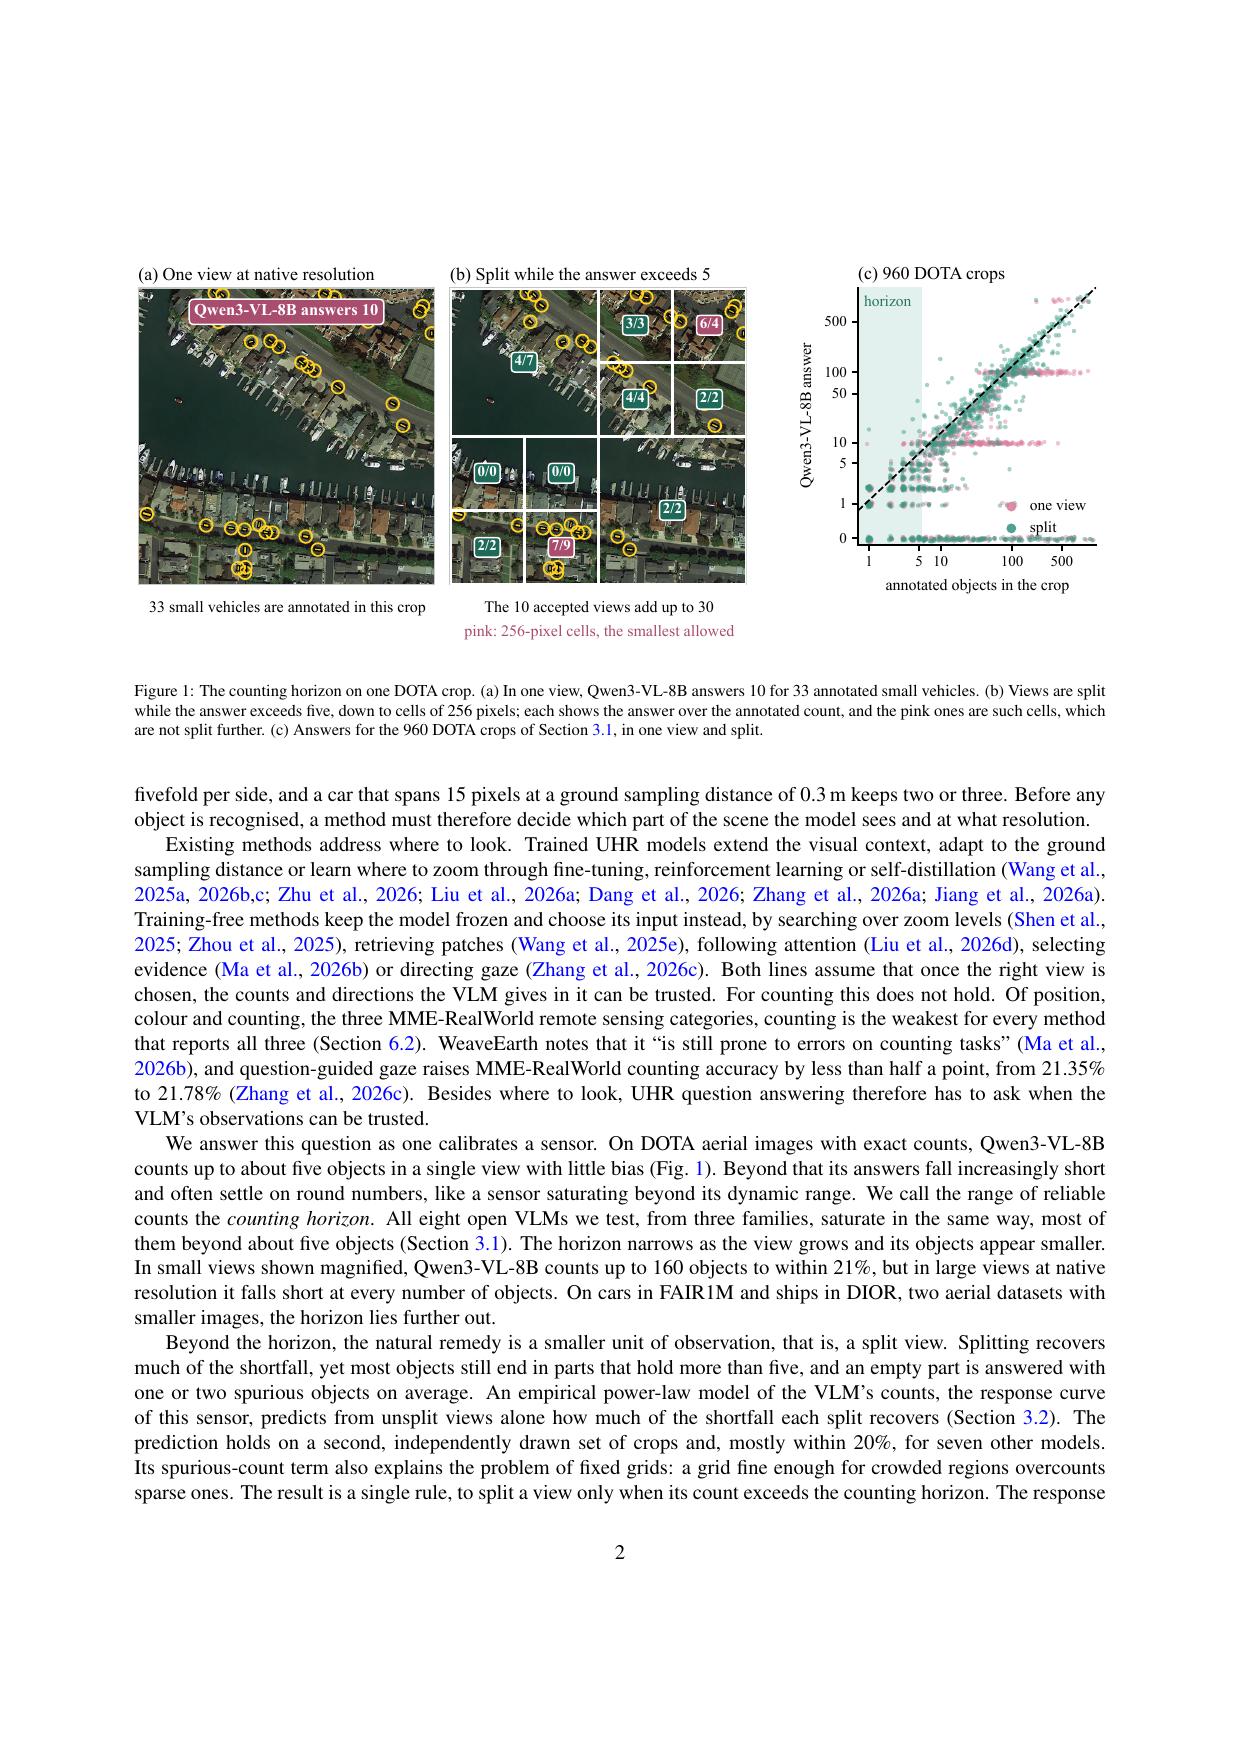 (a) One view at native resolution
Qwen3-VL-8B answers 10
33 small vehicles are annotated in this crop
(b) Split while the answer exceeds 5
3/3
6/4
4/7
4/4
2/2
0/0
0/0
2/2
2/2
7/9
The 10 accepted views add up to 30
pink: 256-pixel cells, the smallest allowed
(c) 960 DOTA crops
horizon
Qwen3-VL-8B answer
500
100
50
10
5
1
0
one view
split
1
5
10
100
500
annotated objects in the crop
Figure 1: The counting horizon on one DOTA crop. (a) In one view, Qwen3-VL-8B answers 10 for 33 annotated small vehicles. (b) Views are split
while the answer exceeds five, down to cells of 256 pixels; each shows the answer over the annotated count, and the pink ones are such cells, which
are not split further. (c) Answers for the 960 DOTA crops of Section 3.1, in one view and split.
fivefold per side, and a car that spans 15 pixels at a ground sampling distance of 0.3 m keeps two or three. Before any
object is recognised, a method must therefore decide which part of the scene the model sees and at what resolution.
Existing methods address where to look. Trained UHR models extend the visual context, adapt to the ground
sampling distance or learn where to zoom through fine-tuning, reinforcement learning or self-distillation (Wang et al.,
2025a, 2026b,c; Zhu et al., 2026; Liu et al., 2026a; Dang et al., 2026; Zhang et al., 2026a; Jiang et al., 2026a).
Training-free methods keep the model frozen and choose its input instead, by searching over zoom levels (Shen et al.,
2025; Zhou et al., 2025), retrieving patches (Wang et al., 2025e), following attention (Liu et al., 2026d), selecting
evidence (Ma et al., 2026b) or directing gaze (Zhang et al., 2026c). Both lines assume that once the right view is
chosen, the counts and directions the VLM gives in it can be trusted. For counting this does not hold. Of position,
colour and counting, the three MME-RealWorld remote sensing categories, counting is the weakest for every method
that reports all three (Section 6.2). WeaveEarth notes that it “is still prone to errors on counting tasks” (Ma et al.,
2026b), and question-guided gaze raises MME-RealWorld counting accuracy by less than half a point, from 21.35%
to 21.78% (Zhang et al., 2026c). Besides where to look, UHR question answering therefore has to ask when the
VLM’s observations can be trusted.
We answer this question as one calibrates a sensor. On DOTA aerial images with exact counts, Qwen3-VL-8B
counts up to about five objects in a single view with little bias (Fig. 1). Beyond that its answers fall increasingly short
and often settle on round numbers, like a sensor saturating beyond its dynamic range. We call the range of reliable
counts the counting horizon. All eight open VLMs we test, from three families, saturate in the same way, most of
them beyond about five objects (Section 3.1). The horizon narrows as the view grows and its objects appear smaller.
In small views shown magnified, Qwen3-VL-8B counts up to 160 objects to within 21%, but in large views at native
resolution it falls short at every number of objects. On cars in FAIR1M and ships in DIOR, two aerial datasets with
smaller images, the horizon lies further out.
Beyond the horizon, the natural remedy is a smaller unit of observation, that is, a split view. Splitting recovers
much of the shortfall, yet most objects still end in parts that hold more than five, and an empty part is answered with
one or two spurious objects on average. An empirical power-law model of the VLM’s counts, the response curve
of this sensor, predicts from unsplit views alone how much of the shortfall each split recovers (Section 3.2). The
prediction holds on a second, independently drawn set of crops and, mostly within 20%, for seven other models.
Its spurious-count term also explains the problem of fixed grids: a grid fine enough for crowded regions overcounts
sparse ones. The result is a single rule, to split a view only when its count exceeds the counting horizon. The response
2